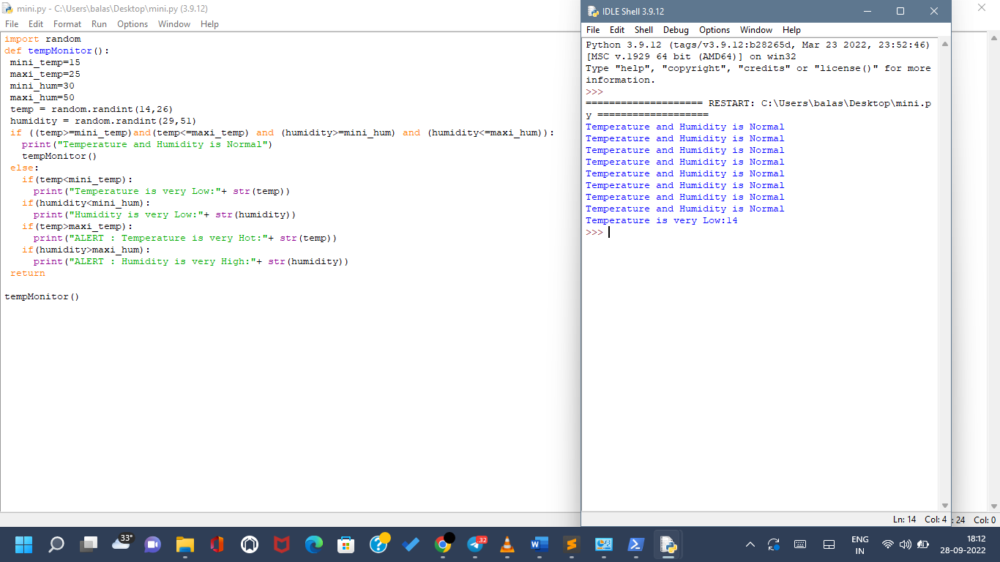 mini.py - C:\Users\balas\Desktop\mini.py (3.9.12)
File Edit Format Run Options Window Help
import random
def tempMonitor():
 mini_temp=15
 maxi_temp=25
 mini_hum=30
 maxi_hum=50
 temp = random.randint(14,26)
 humidity = random.randint(29,51)
 if ((temp>=mini_temp)and(temp<=maxi_temp) and (humidity>=mini_hum) and (humidity<=maxi_hum)):
   print("Temperature and Humidity is Normal")
   tempMonitor()
 else:
   if(temp<mini_temp):
     print("Temperature is very Low:"+ str(temp))
   if(humidity<mini_hum):
     print("Humidity is very Low:"+ str(humidity))
   if(temp>maxi_temp):
     print("ALERT : Temperature is very Hot:"+ str(temp))
   if(humidity>maxi_hum):
     print("ALERT : Humidity is very High:"+ str(humidity))
 return
tempMonitor()
IDLE Shell 3.9.12
File Edit Shell Debug Options Window Help
Python 3.9.12 (tags/v3.9.12:b28265d, Mar 23 2022, 23:52:46)
[MSC v.1929 64 bit (AMD64)] on win32
Type "help", "copyright", "credits" or "license()" for more
information.
>>>
==================== RESTART: C:\Users\balas\Desktop\mini.p
y ===================
Temperature and Humidity is Normal
Temperature and Humidity is Normal
Temperature and Humidity is Normal
Temperature and Humidity is Normal
Temperature and Humidity is Normal
Temperature and Humidity is Normal
Temperature and Humidity is Normal
Temperature and Humidity is Normal
Temperature is very Low:14
>>>
Ln: 14 Col: 4
: 24 Col: 0
33°
32
ENG
IN
18:12
28-09-2022